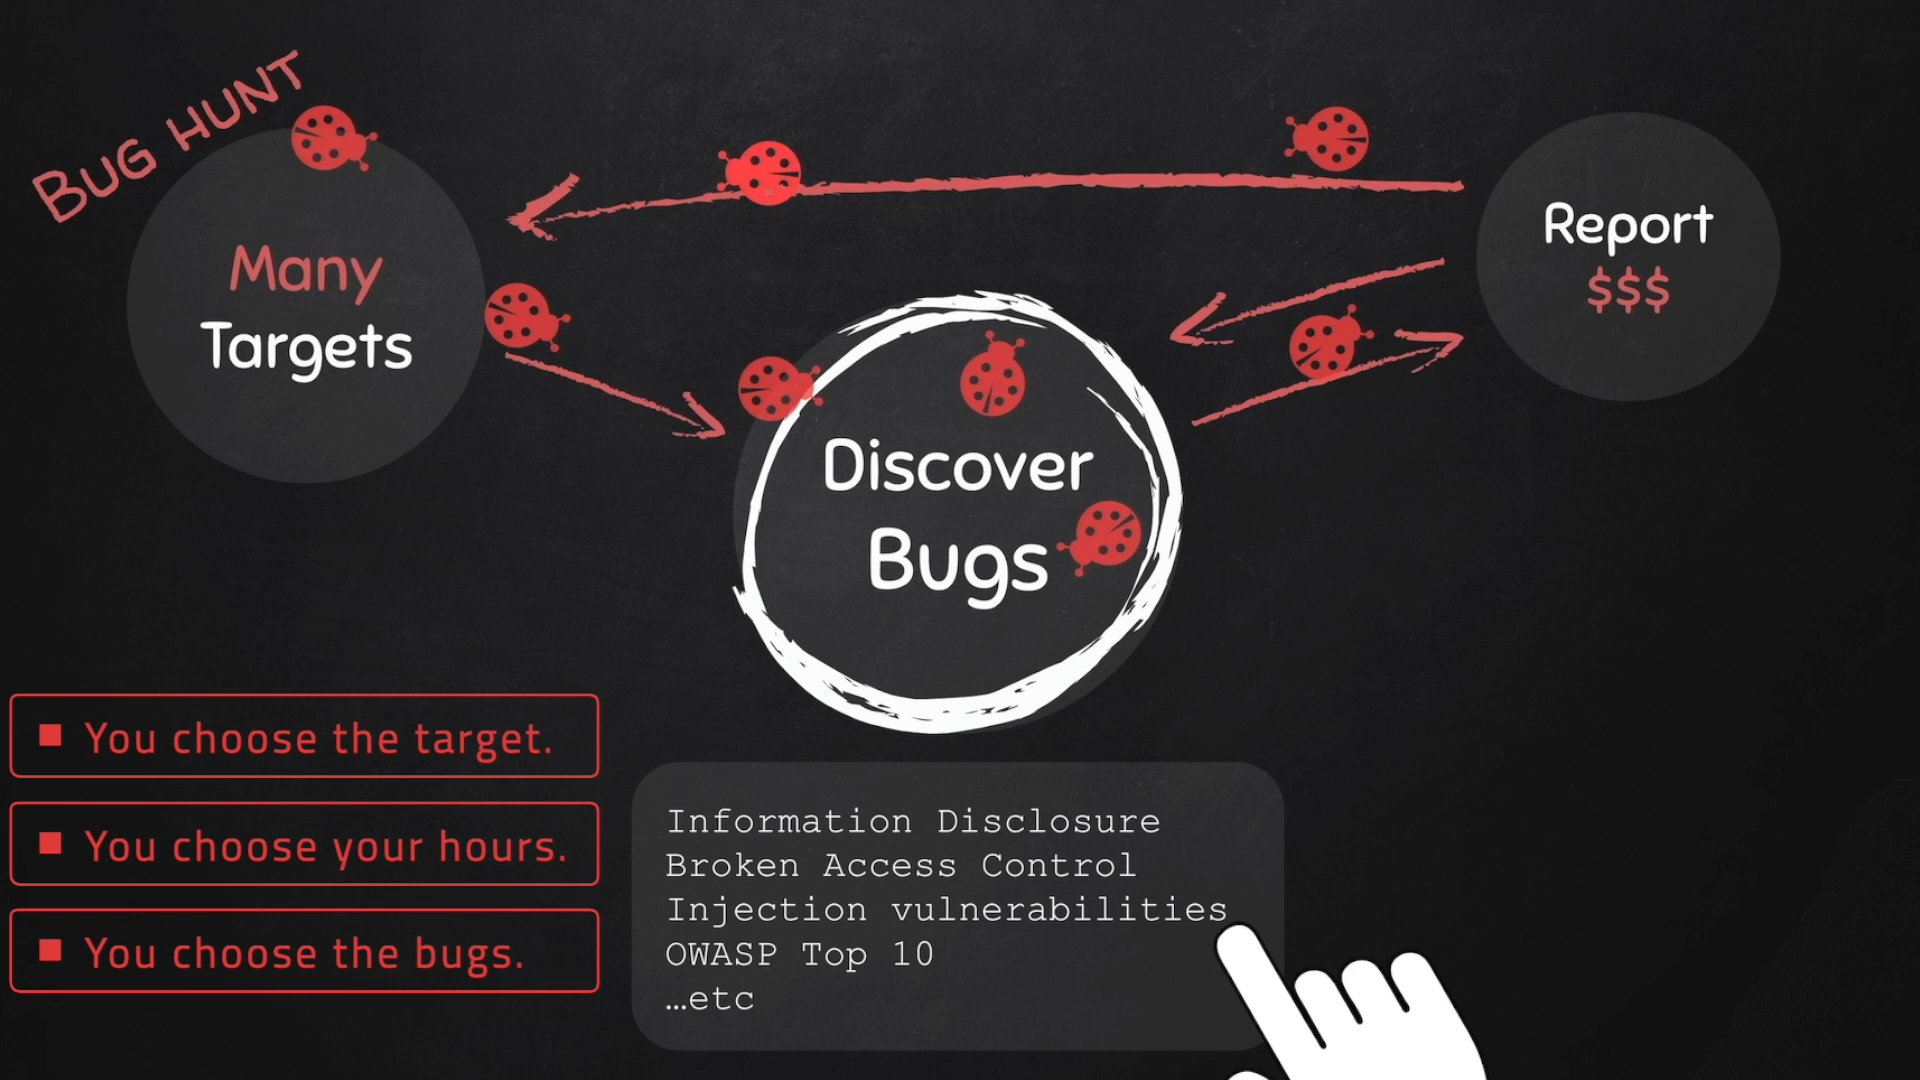 BUG HUNT
Many
Targets
Report
$$$
Discover
Bugs
You choose the target.
You choose your hours.
You choose the bugs.
Information Disclosure
Broken Access Control
Injection vulnerabilities
OWASP Top 10
…etc